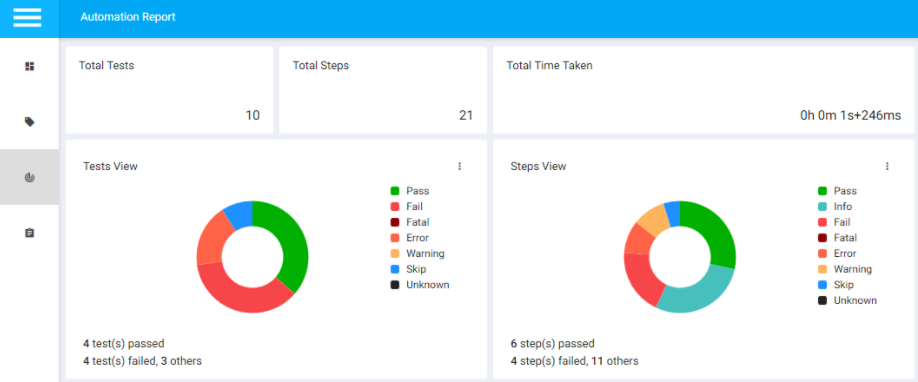 Automation Report
Total Tests
10
Total Steps
21
Total Time Taken
0h 0m 1s+246ms
Tests View
Pass
Fail
Fatal
Error
Warning
Skip
Unknown
4 test(s) passed
4 test(s) failed, 3 others
Steps View
Pass
Info
Fail
Fatal
Error
Warning
Skip
Unknown
6 step(s) passed
4 step(s) failed, 11 others